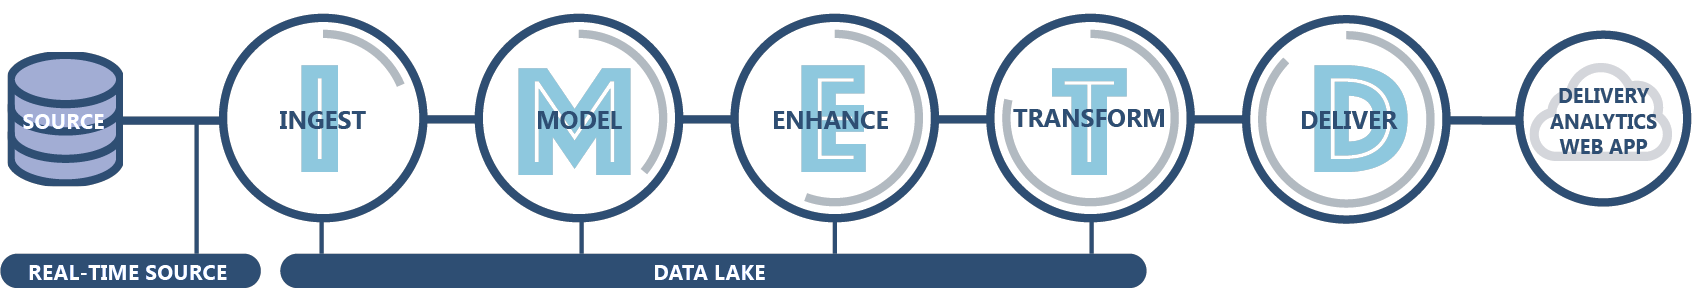 SOURCE
I
INGEST
M
MODEL
E
ENHANCE
T
TRANSFORM
D
DELIVER
DELIVERY
ANALYTICS
WEB APP
REAL-TIME SOURCE
DATA LAKE